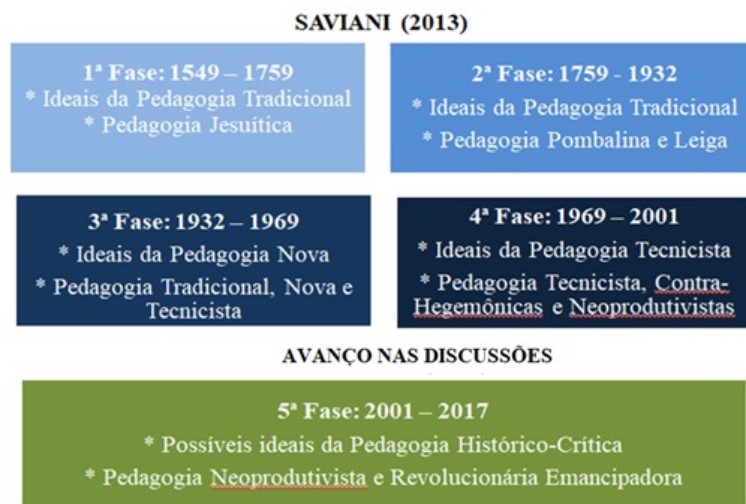 SAVIANI (2013)
1ª Fase: 1549 – 1759
* Ideais da Pedagogia Tradicional
* Pedagogia Jesuítica
2ª Fase: 1759 - 1932
* Ideais da Pedagogia Tradicional
* Pedagogia Pombalina e Leiga
3ª Fase: 1932 – 1969
* Ideais da Pedagogia Nova
* Pedagogia Tradicional, Nova e
Tecnicista
4ª Fase: 1969 – 2001
* Ideais da Pedagogia Tecnicista
* Pedagogia Tecnicista, Contra-
Hegemônicas e Neoprodutivistas
AVANÇO NAS DISCUSSÕES
5ª Fase: 2001 – 2017
* Possíveis ideais da Pedagogia Histórico-Crítica
* Pedagogia Neoprodutivista e Revolucionária Emancipadora